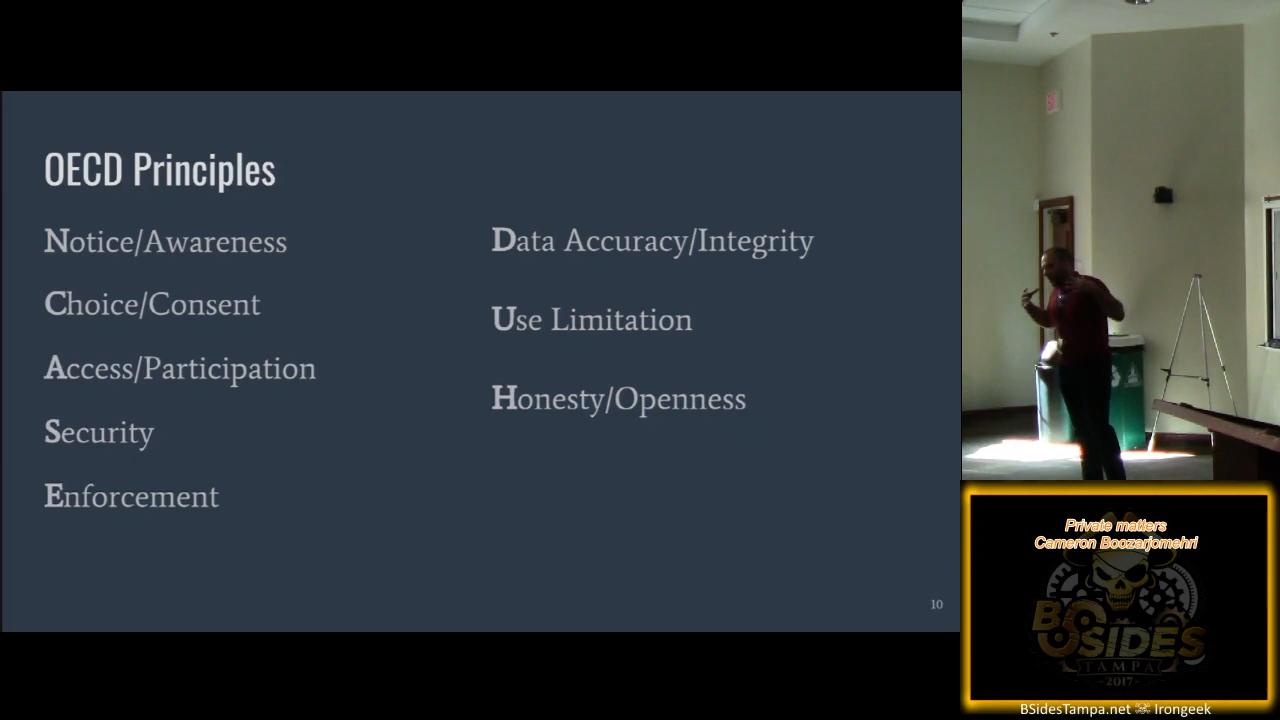 OECD Principles
Notice/Awareness
Choice/Consent
Access/Participation
Security
Enforcement
Data Accuracy/Integrity
Use Limitation
Honesty/Openness
10
Private matters
Cameron Boozarjomehri
BSIDES
TAMPA
-2017-
BSidesTampa.net Irongeek